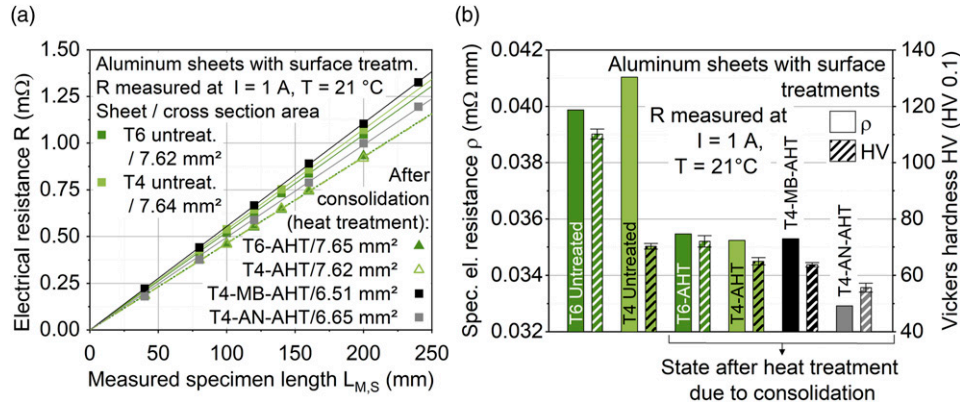 (a)
1.50
1.25
1.00
0.75
0.50
0.25
0.00
Electrical resistance R (mΩ)
Aluminum sheets with surface treatm.
R measured at I = 1 A, T = 21 °C
Sheet / cross section area
T6 untreat.
/ 7.62 mm²
T4 untreat.
/ 7.64 mm²
After
consolidation
(heat treatment):
T6-AHT/7.65 mm²
T4-AHT/7.62 mm²
T4-MB-AHT/6.51 mm²
T4-AN-AHT/6.65 mm²
0 50 100 150 200 250
Measured specimen length L_M,S (mm)
(b)
0.042
0.040
0.038
0.036
0.034
0.032
Spec. el. resistance ρ (mΩ mm)
Aluminum sheets with surface
treatments
R measured at
I = 1 A,
T = 21°C
ρ
HV
T6 Untreated
T4 Untreated
T6-AHT
T4-AHT
T4-MB-AHT
T4-AN-AHT
140
120
100
80
60
40
Vickers hardness HV (HV 0.1)
State after heat treatment
due to consolidation